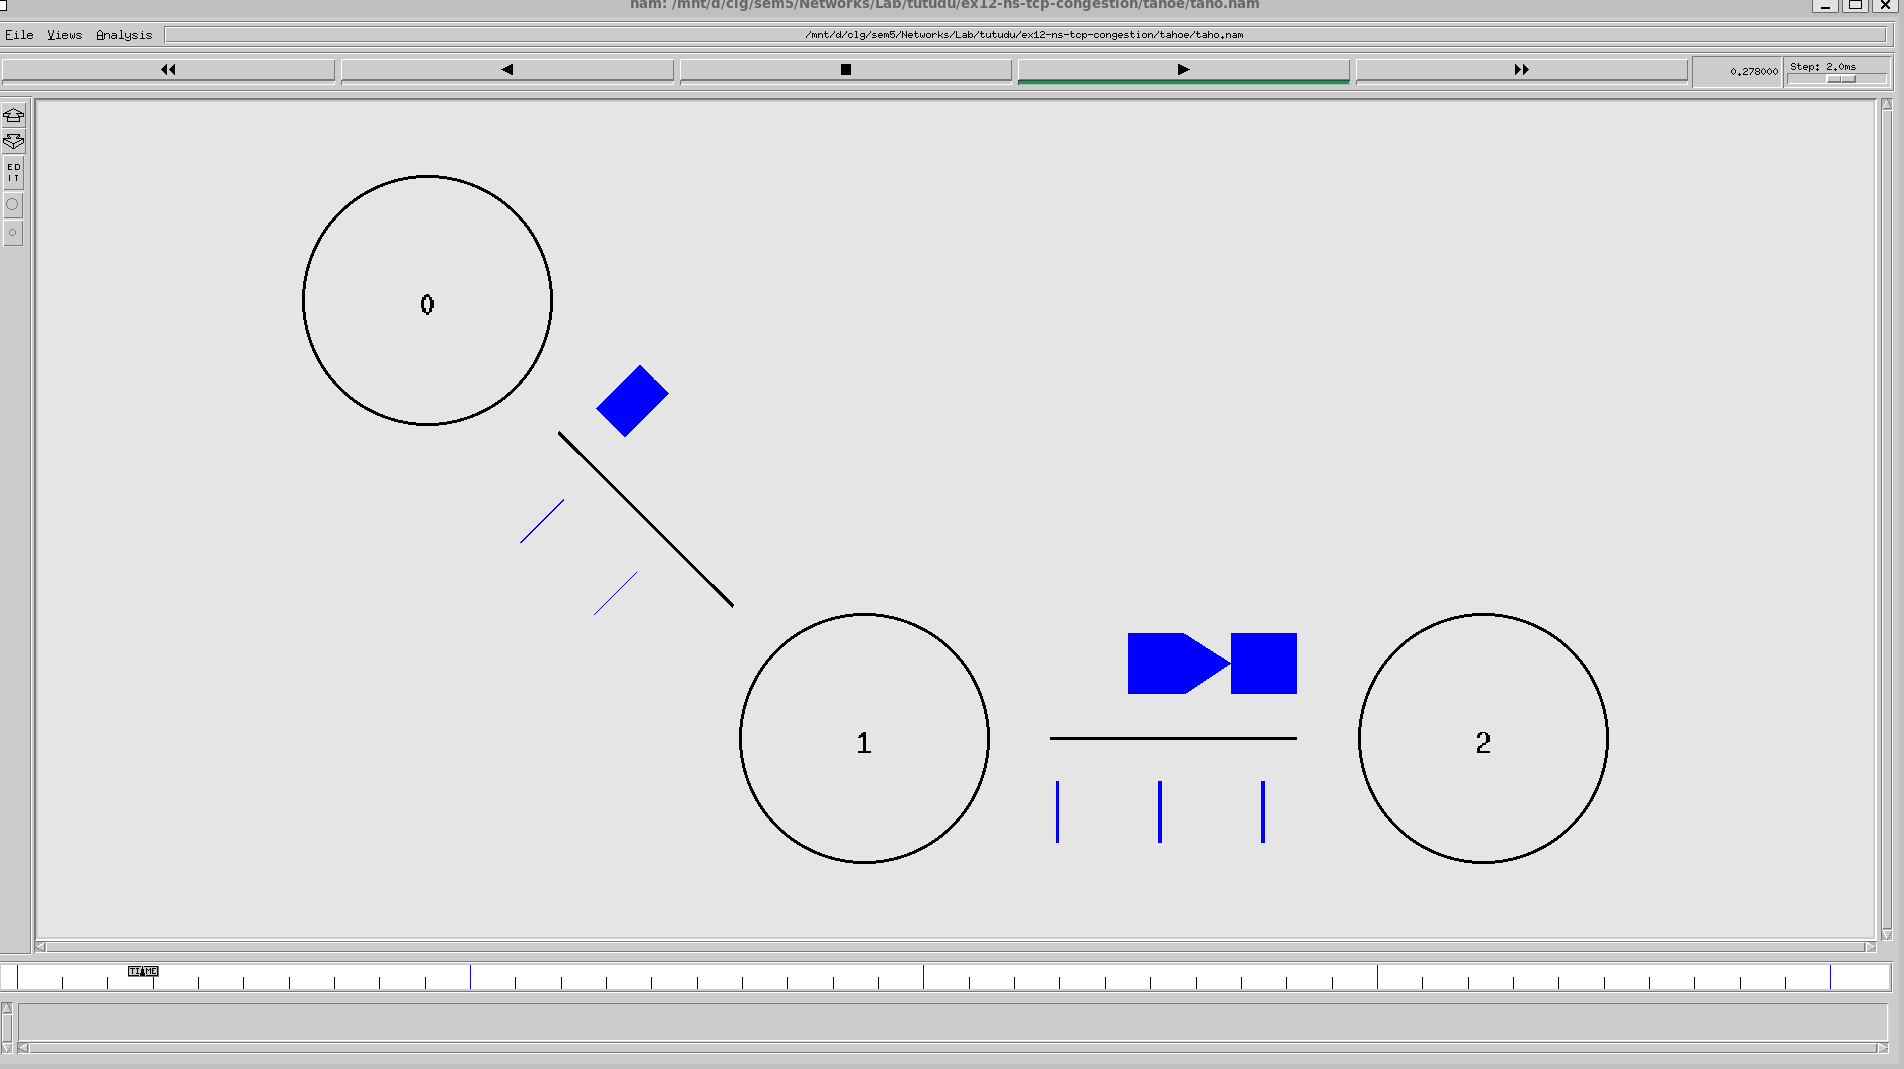 nam: /mnt/d/clg/sem5/Networks/Lab/tutudu/ex12-ns-tcp-congestion/tahoe/taho.nam
File Views Analysis /mnt/d/clg/sem5/Networks/Lab/tutudu/ex12-ns-tcp-congestion/tahoe/taho.nam
0.278000 Step: 2.0ms
ED
IT
0
1
2
TIME